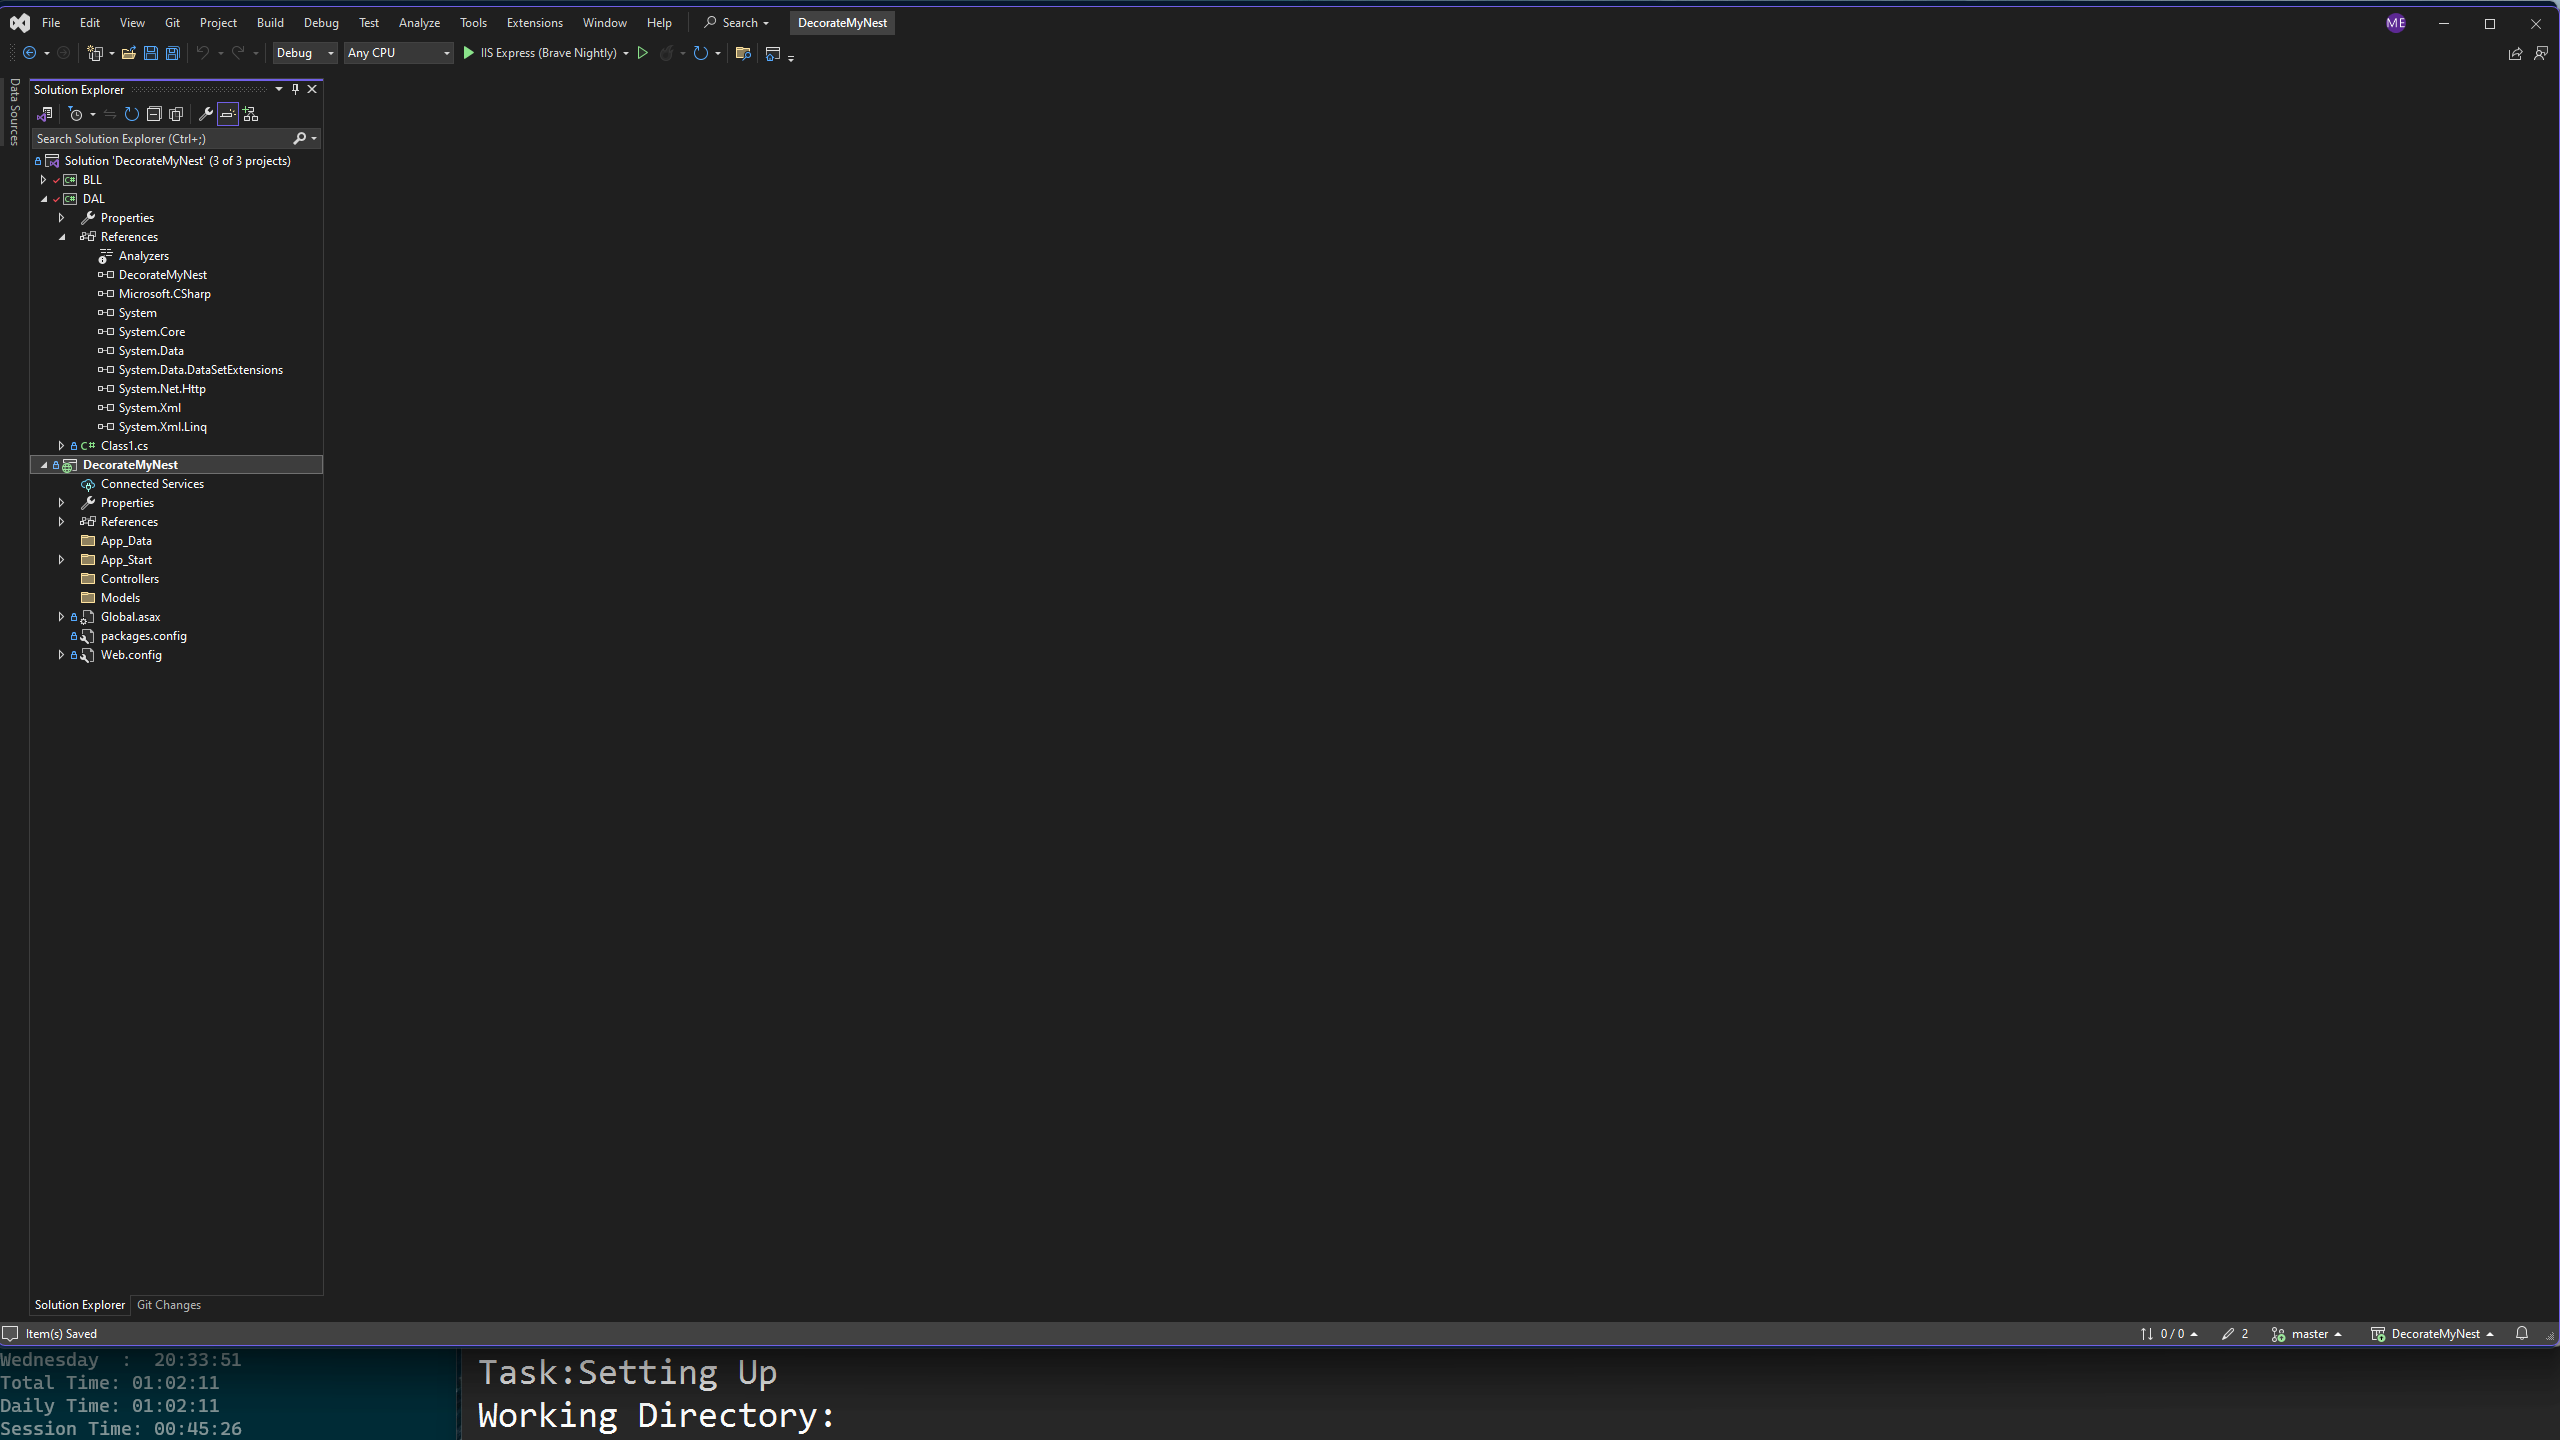 File Edit View Git Project Build Debug Test Analyze Tools Extensions Window Help Search DecorateMyNest ME
Debug Any CPU IIS Express (Brave Nightly)
Data Sources
Solution Explorer
Search Solution Explorer (Ctrl+;)
Solution 'DecorateMyNest' (3 of 3 projects)
C# BLL
C# DAL
Properties
References
Analyzers
DecorateMyNest
Microsoft.CSharp
System
System.Core
System.Data
System.Data.DataSetExtensions
System.Net.Http
System.Xml
System.Xml.Linq
C# Class1.cs
DecorateMyNest
Connected Services
Properties
References
App_Data
App_Start
Controllers
Models
Global.asax
packages.config
Web.config
Solution Explorer Git Changes
Item(s) Saved 0 / 0 2 master DecorateMyNest
Wednesday : 20:33:51
Total Time: 01:02:11
Daily Time: 01:02:11
Session Time: 00:45:26
Task:Setting Up
Working Directory: